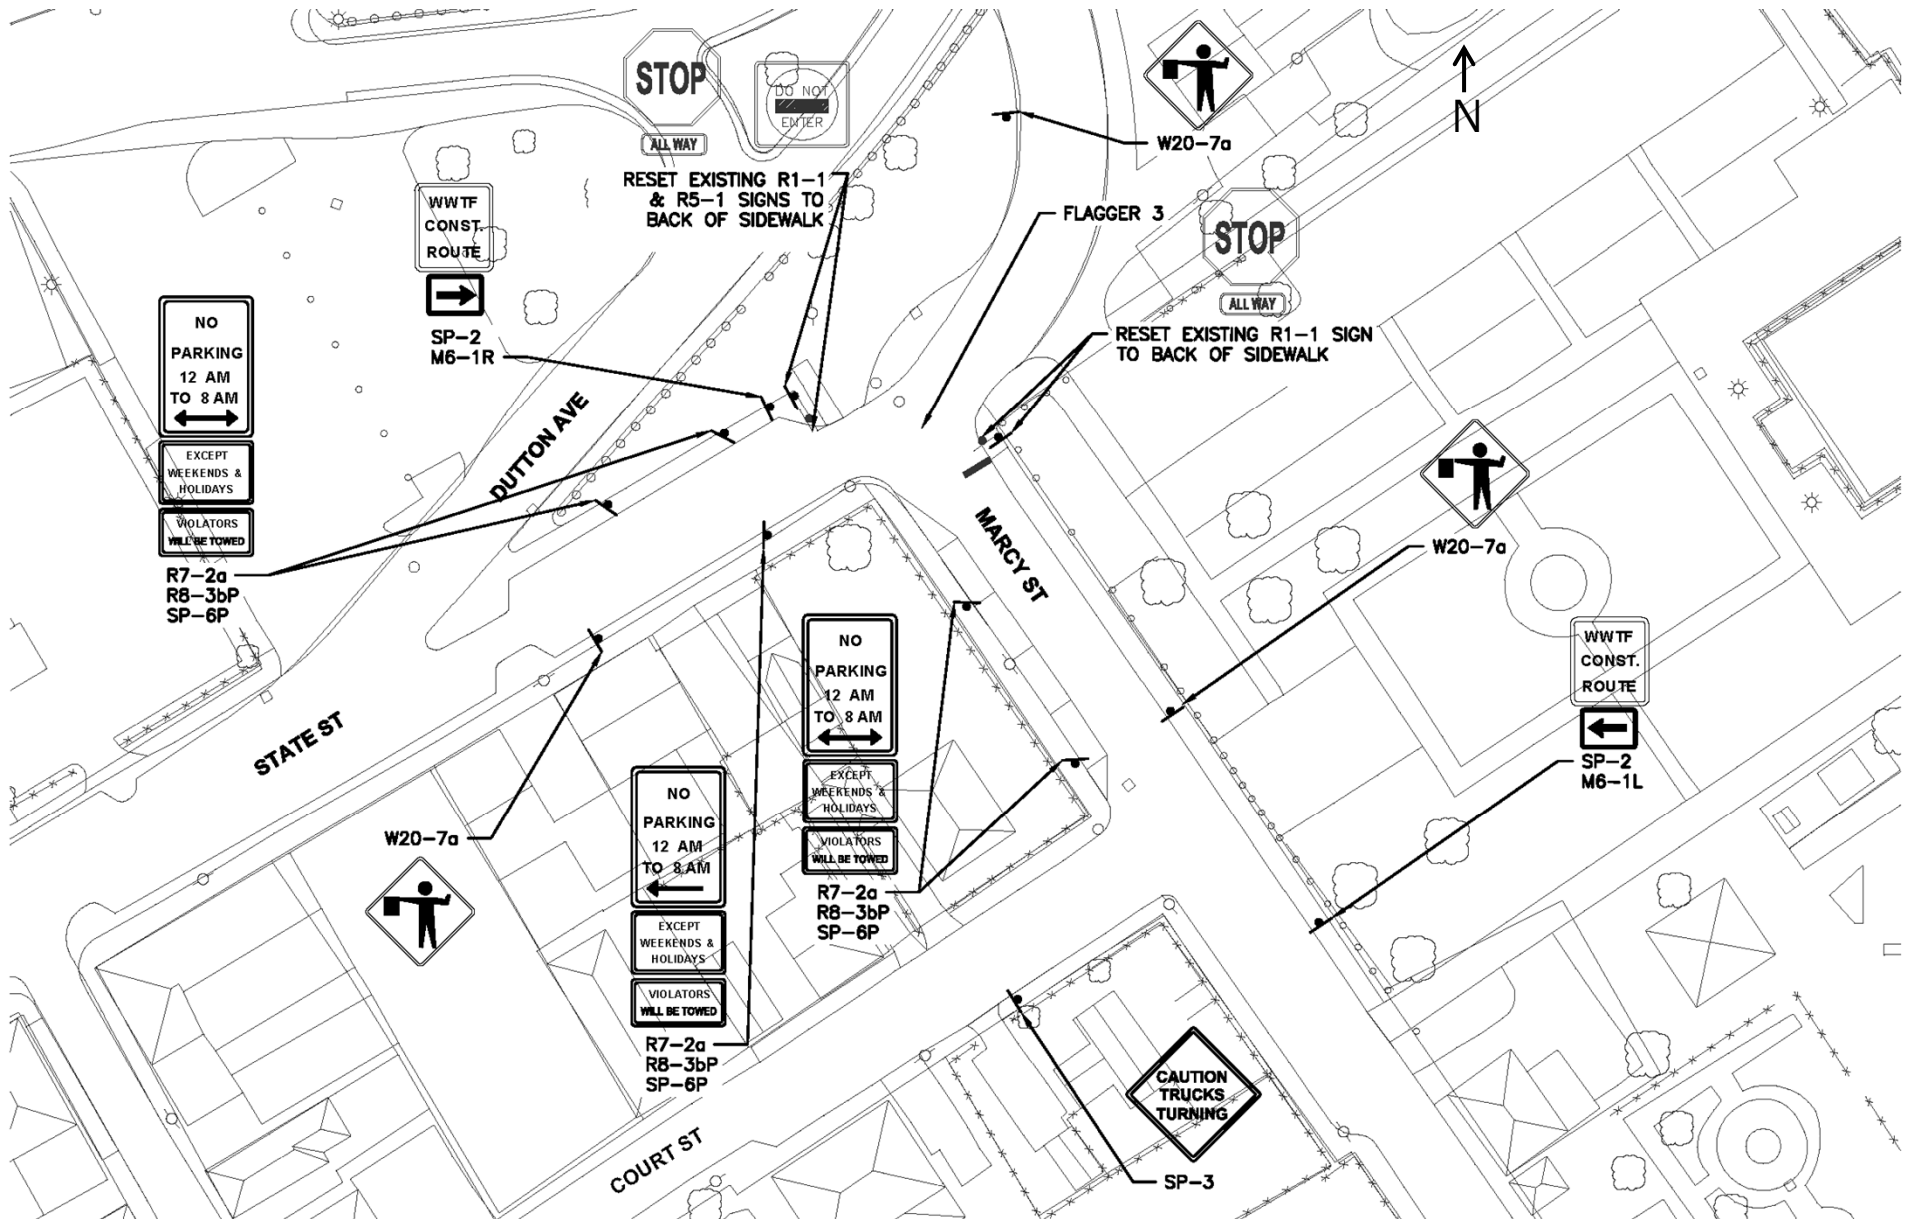 STOP
ALL WAY
DO NOT
ENTER
RESET EXISTING R1-1
& R5-1 SIGNS TO
BACK OF SIDEWALK
W20-7a
N
FLAGGER 3
STOP
ALL WAY
RESET EXISTING R1-1 SIGN
TO BACK OF SIDEWALK
WWTF
CONST.
ROUTE
SP-2
M6-1R
NO
PARKING
12 AM
TO 8 AM
EXCEPT
WEEKENDS &
HOLIDAYS
VIOLATORS
WILL BE TOWED
R7-2a
R8-3bP
SP-6P
DUTTON AVE
MARCY ST
W20-7a
WWTF
CONST.
ROUTE
SP-2
M6-1L
STATE ST
W20-7a
NO
PARKING
12 AM
TO 8 AM
EXCEPT
WEEKENDS &
HOLIDAYS
VIOLATORS
WILL BE TOWED
R7-2a
R8-3bP
SP-6P
NO
PARKING
12 AM
TO 8 AM
EXCEPT
WEEKENDS &
HOLIDAYS
VIOLATORS
WILL BE TOWED
R7-2a
R8-3bP
SP-6P
COURT ST
CAUTION
TRUCKS
TURNING
SP-3